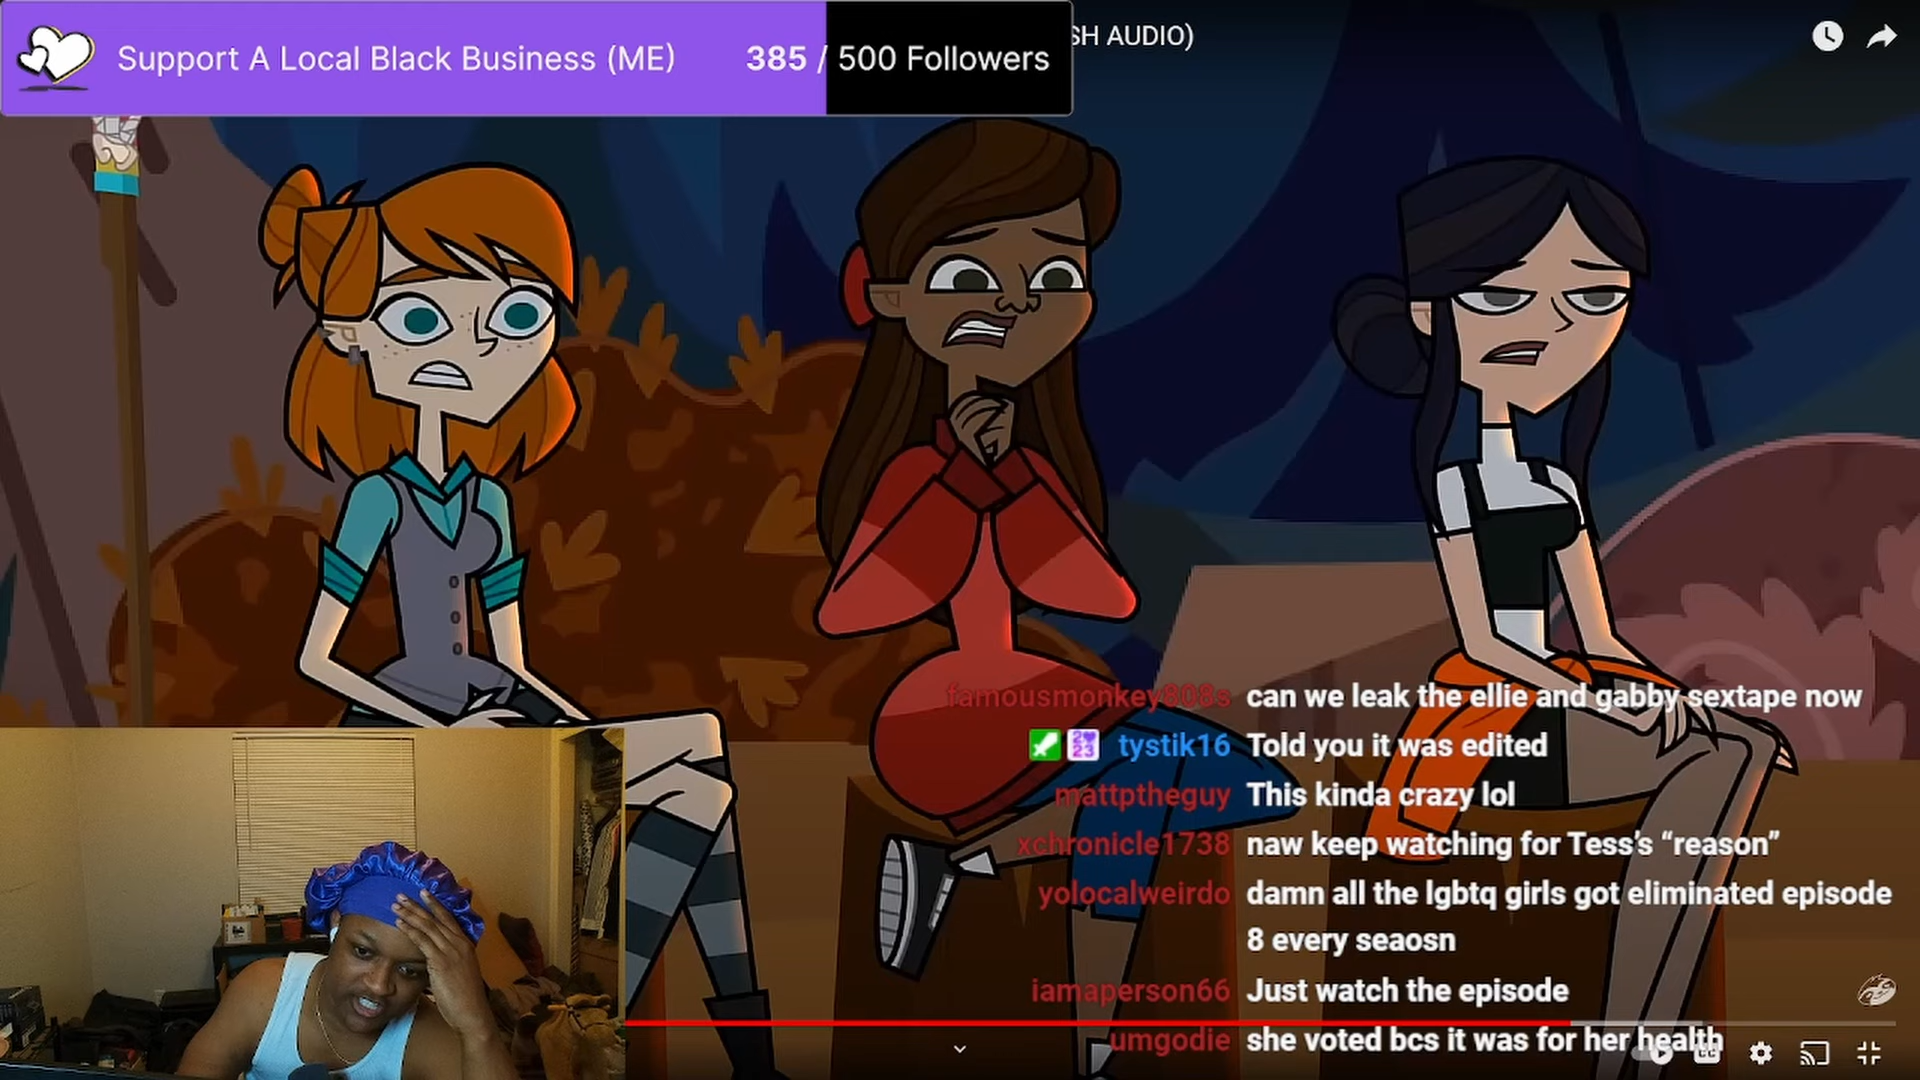 Support A Local Black Business (ME) 385 / 500 Followers
SH AUDIO)
famousmonkey808s can we leak the ellie and gabby sextape now
tystik16 Told you it was edited
mattptheguy This kinda crazy lol
xchronicle1738 naw keep watching for Tess's “reason”
yolocalweirdo damn all the lgbtq girls got eliminated episode
8 every seaosn
iamaperson66 Just watch the episode
umgodie she voted bcs it was for her health